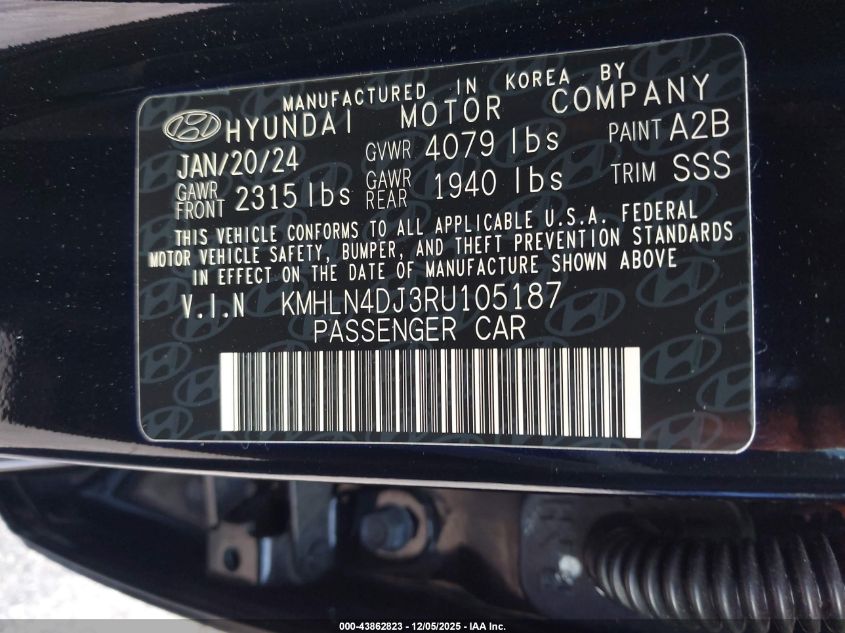 MANUFACTURED IN KOREA BY
HYUNDAI MOTOR COMPANY
JAN/20/24 GVWR 4079 lbs PAINT A2B
GAWR FRONT 2315 lbs GAWR REAR 1940 lbs TRIM SSS
THIS VEHICLE CONFORMS TO ALL APPLICABLE U.S.A. FEDERAL
MOTOR VEHICLE SAFETY, BUMPER, AND THEFT PREVENTION STANDARDS
IN EFFECT ON THE DATE OF MANUFACTURE SHOWN ABOVE
V.I.N KMHLN4DJ3RU105187
PASSENGER CAR
000-43862823 - 12/05/2025 - IAA Inc.